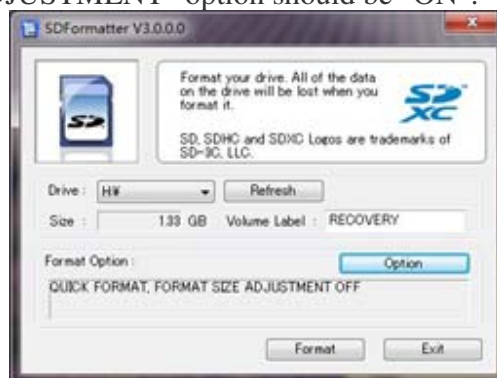 JUSTMENT" option should be "ON".
SDFormatter V3.0.0.0
Format your drive. All of the data
on the drive will be lost when you
format it.
SD, SDHC and SDXC Logos are trademarks of
SD-3C, LLC.
SD
SD
XC
Drive : H:¥ Refresh
Size : 1.33 GB Volume Label : RECOVERY
Format Option : Option
QUICK FORMAT, FORMAT SIZE ADJUSTMENT OFF
Format Exit